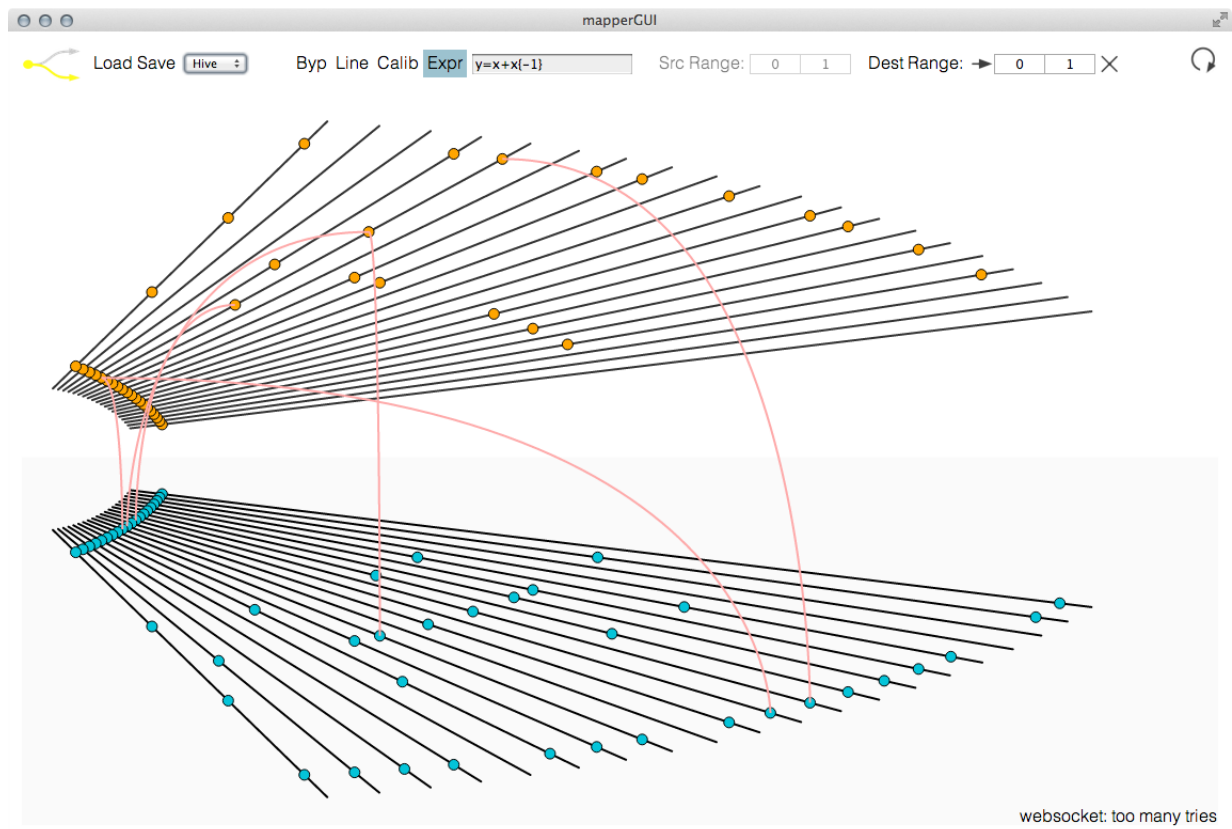 mapperGUI
Load Save Hive Byp Line Calib Expr y=x+x{-1} Src Range: 0 1 Dest Range: 0 1
websocket: too many tries